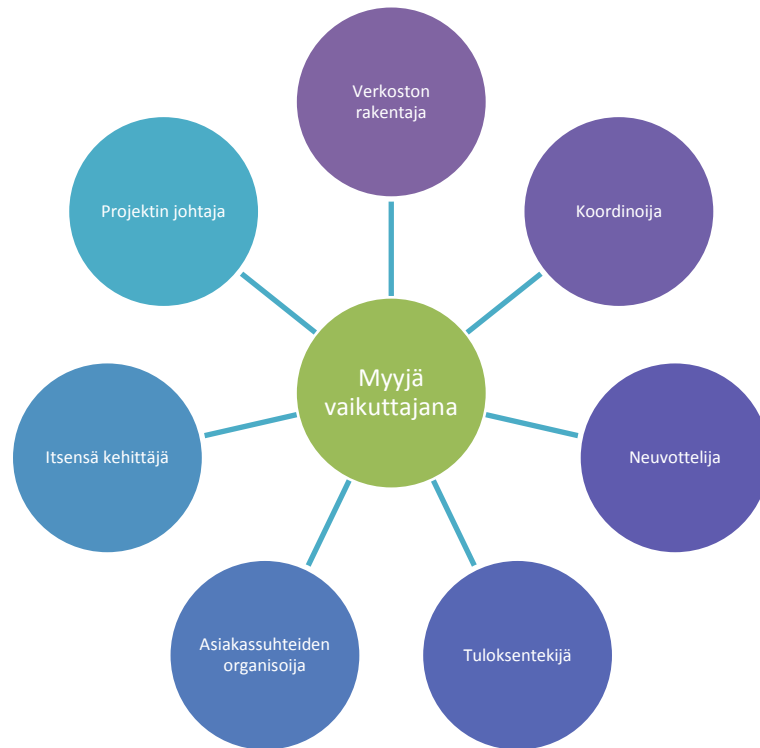 Verkoston
rakentaja
Projektin johtaja
Koordinoija
Myyjä
vaikuttajana
Itsensä kehittäjä
Neuvottelija
Asiakassuhteiden
organisoija
Tuloksentekijä